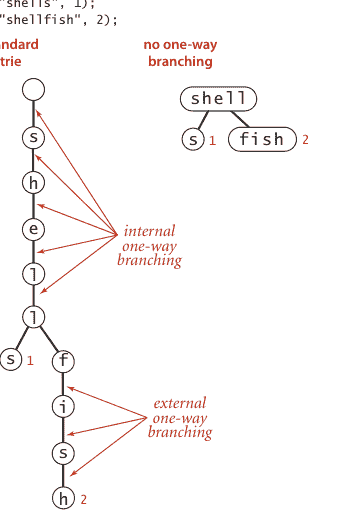 "shells", 1);
"shellfish", 2);
andard
trie
no one-way
branching
shell
s 1
fish 2
s
h
e
l
l
internal
one-way
branching
s 1
f
i
s
h 2
external
one-way
branching